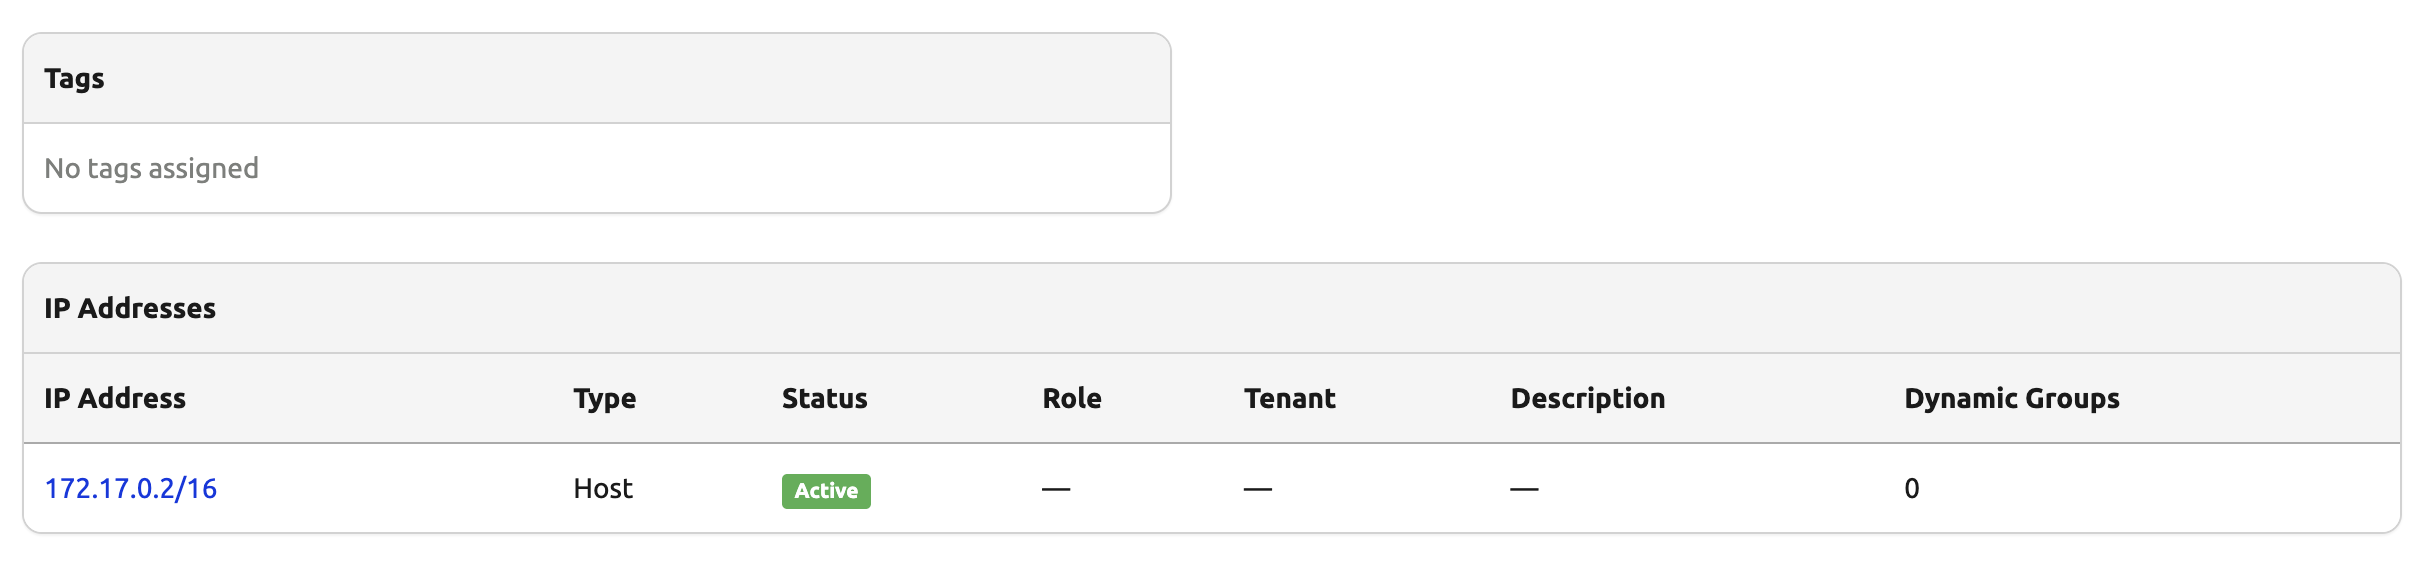 Tags
No tags assigned
IP Addresses
IP Address Type Status Role Tenant Description Dynamic Groups
172.17.0.2/16 Host Active — — — 0